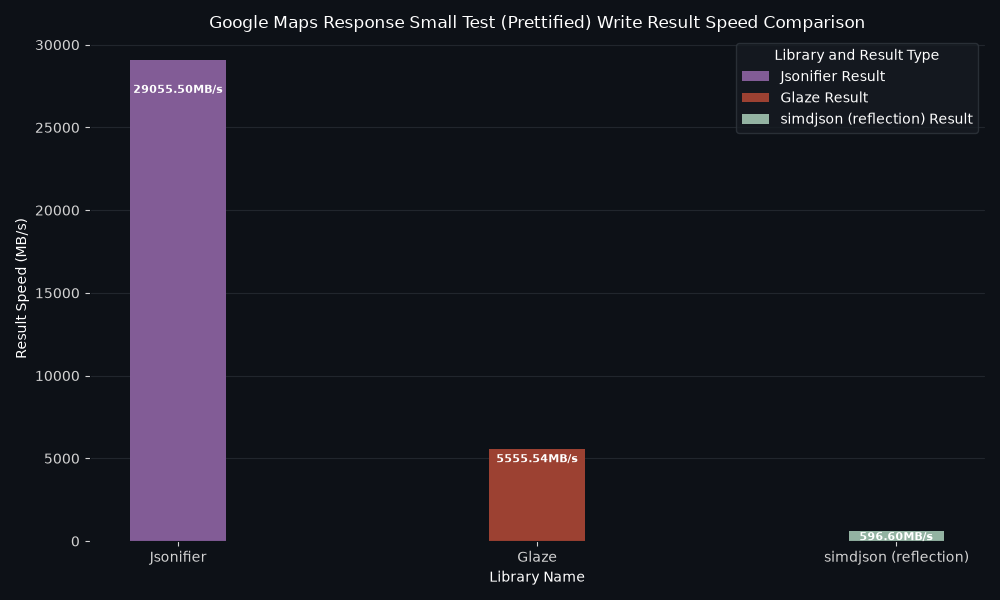 Google Maps Response Small Test (Prettified) Write Result Speed Comparison
Library and Result Type
Jsonifier Result
Glaze Result
simdjson (reflection) Result
Result Speed (MB/s)
30000
25000
20000
15000
10000
5000
0
29055.50MB/s
5555.54MB/s
596.60MB/s
Jsonifier
Glaze
simdjson (reflection)
Library Name